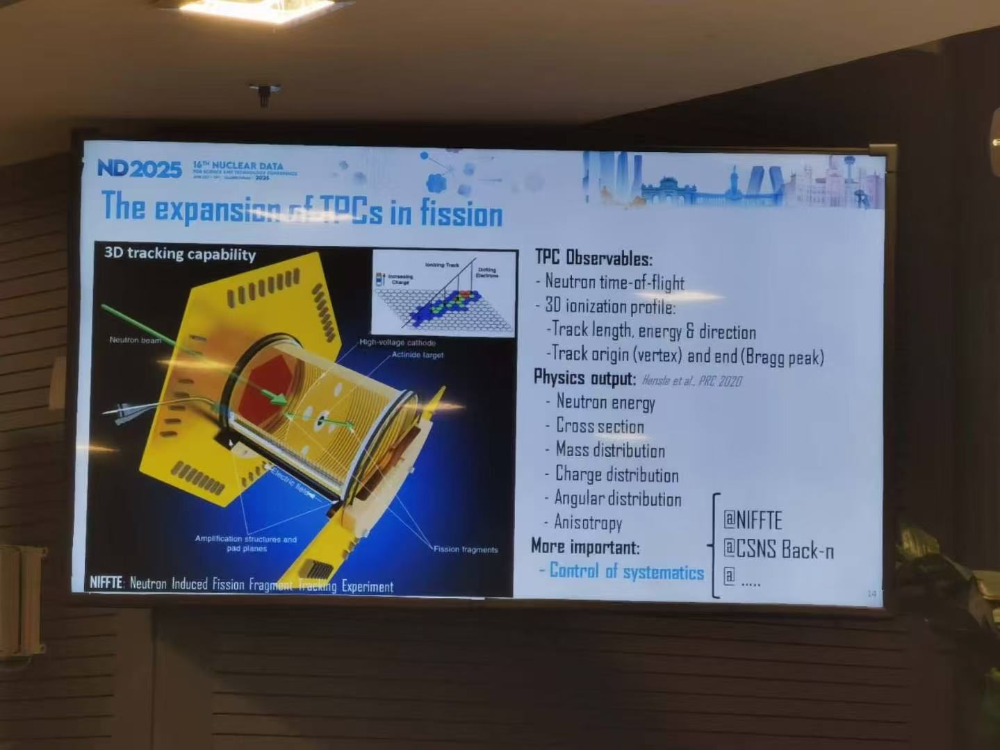 ND2025
16TH NUCLEAR DATA
FOR SCIENCE AND TECHNOLOGY CONFERENCE
2025
The expansion of TPCs in fission
3D tracking capability
Ionizing Track
Drifting
Electrons
Increasing
Charge
Neutron beam
High-voltage cathode
Actinide target
Electric field
Amplification structures and
pad planes
Fission fragments
NIFFTE: Neutron Induced Fission Fragment Tracking Experiment
TPC Observables:
- Neutron time-of-flight
- 3D ionization profile:
-Track length, energy & direction
-Track origin (vertex) and end (Bragg peak)
Physics output: Hensle et al., PRC 2020
- Neutron energy
- Cross section
- Mass distribution
- Charge distribution
- Angular distribution
- Anisotropy
More important:
- Control of systematics
@NIFFTE
@CSNS Back-n
@ .....
14